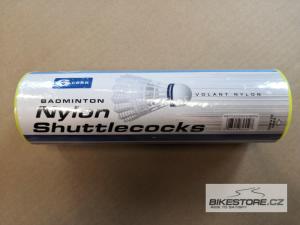 BADMINTON
VOLANT NYLON
Nylon
Shuttlecocks
BIKESTORE.CZ